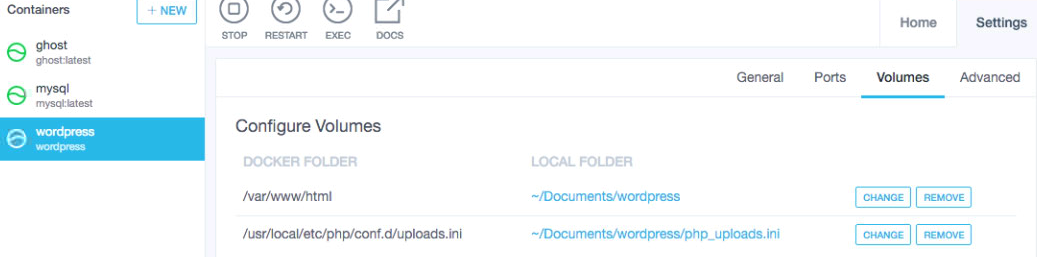 Containers
+ NEW
ghost
ghost:latest
mysql
mysql:latest
wordpress
wordpress
STOP RESTART EXEC DOCS
Home Settings
General Ports Volumes Advanced
Configure Volumes
DOCKER FOLDER LOCAL FOLDER
/var/www/html ~/Documents/wordpress CHANGE REMOVE
/usr/local/etc/php/conf.d/uploads.ini ~/Documents/wordpress/php_uploads.ini CHANGE REMOVE